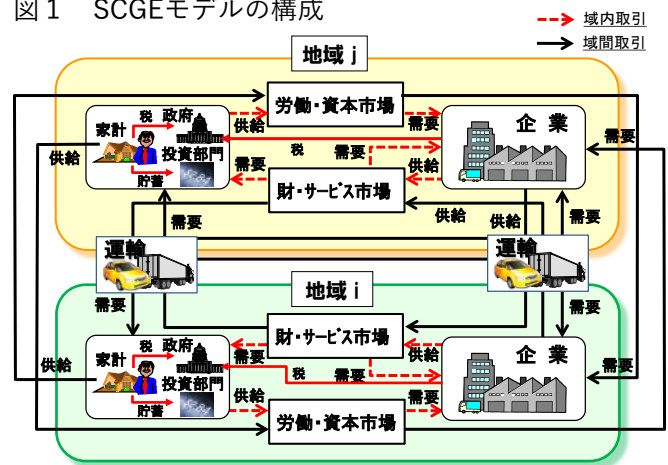 図１　SCGEモデルの構成
域内取引
域間取引
地域 j
労働・資本市場
税 政府
家計
投資部門
貯蓄
供給
需要
企 業
需要
供給
税
需要
需要
供給
財・サービス市場
需要
供給
供給
需要
運輸
運輸
地域 i
需要
需要
財・サービス市場
税 政府
家計
投資部門
貯蓄
需要
供給
企 業
供給
税
需要
需要
供給
需要
労働・資本市場